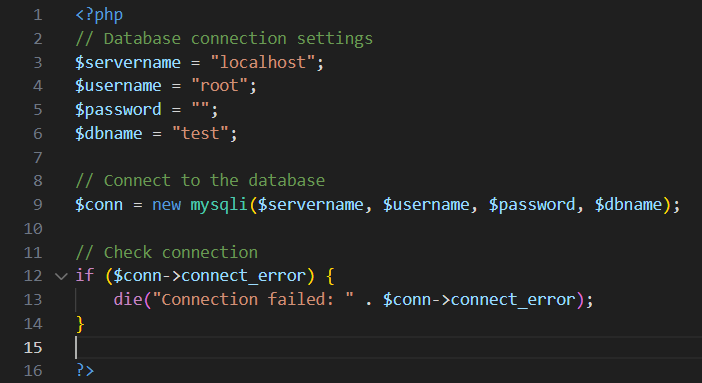 1 <?php
2 // Database connection settings
3 $servername = "localhost";
4 $username = "root";
5 $password = "";
6 $dbname = "test";
7
8 // Connect to the database
9 $conn = new mysqli($servername, $username, $password, $dbname);
10
11 // Check connection
12 if ($conn->connect_error) {
13     die("Connection failed: " . $conn->connect_error);
14 }
15
16 ?>